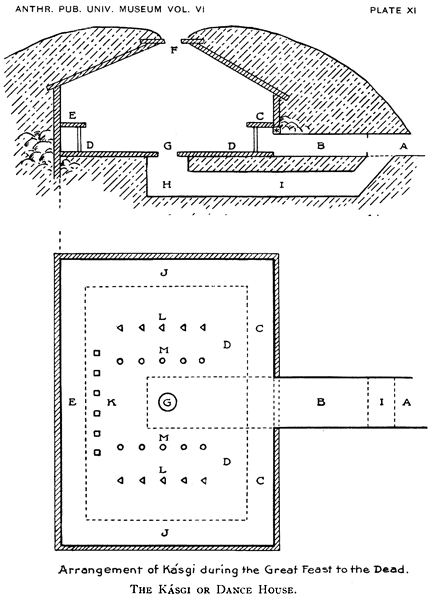 ANTHR. PUB. UNIV. MUSEUM VOL. VI PLATE XI
F
E C
D G D B A
H I
J
L
D C
M
E K G B I A
M
D
L C
J
Arrangement of Kásgi during the Great Feast to the Dead.
THE KÁSGI OR DANCE HOUSE.